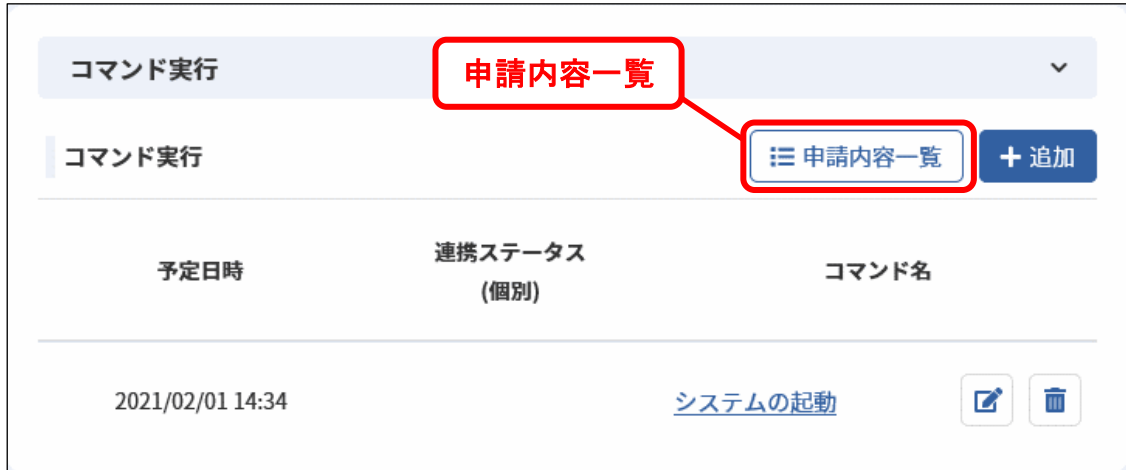 コマンド実行
申請内容一覧
コマンド実行
申請内容一覧
追加
予定日時
連携ステータス
(個別)
コマンド名
2021/02/01 14:34
システムの起動